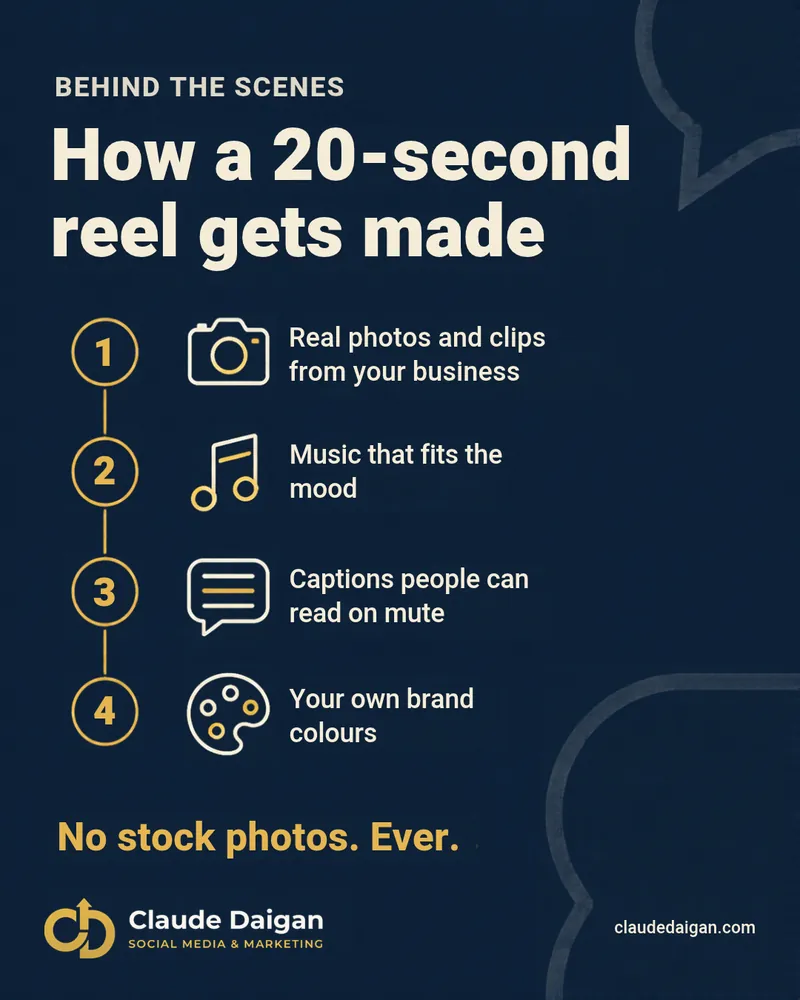 BEHIND THE SCENES
How a 20-second
reel gets made
1
Real photos and clips
from your business
2
Music that fits the
mood
3
Captions people can
read on mute
4
Your own brand
colours
No stock photos. Ever.
Claude Daigan
SOCIAL MEDIA & MARKETING
claudedaigan.com